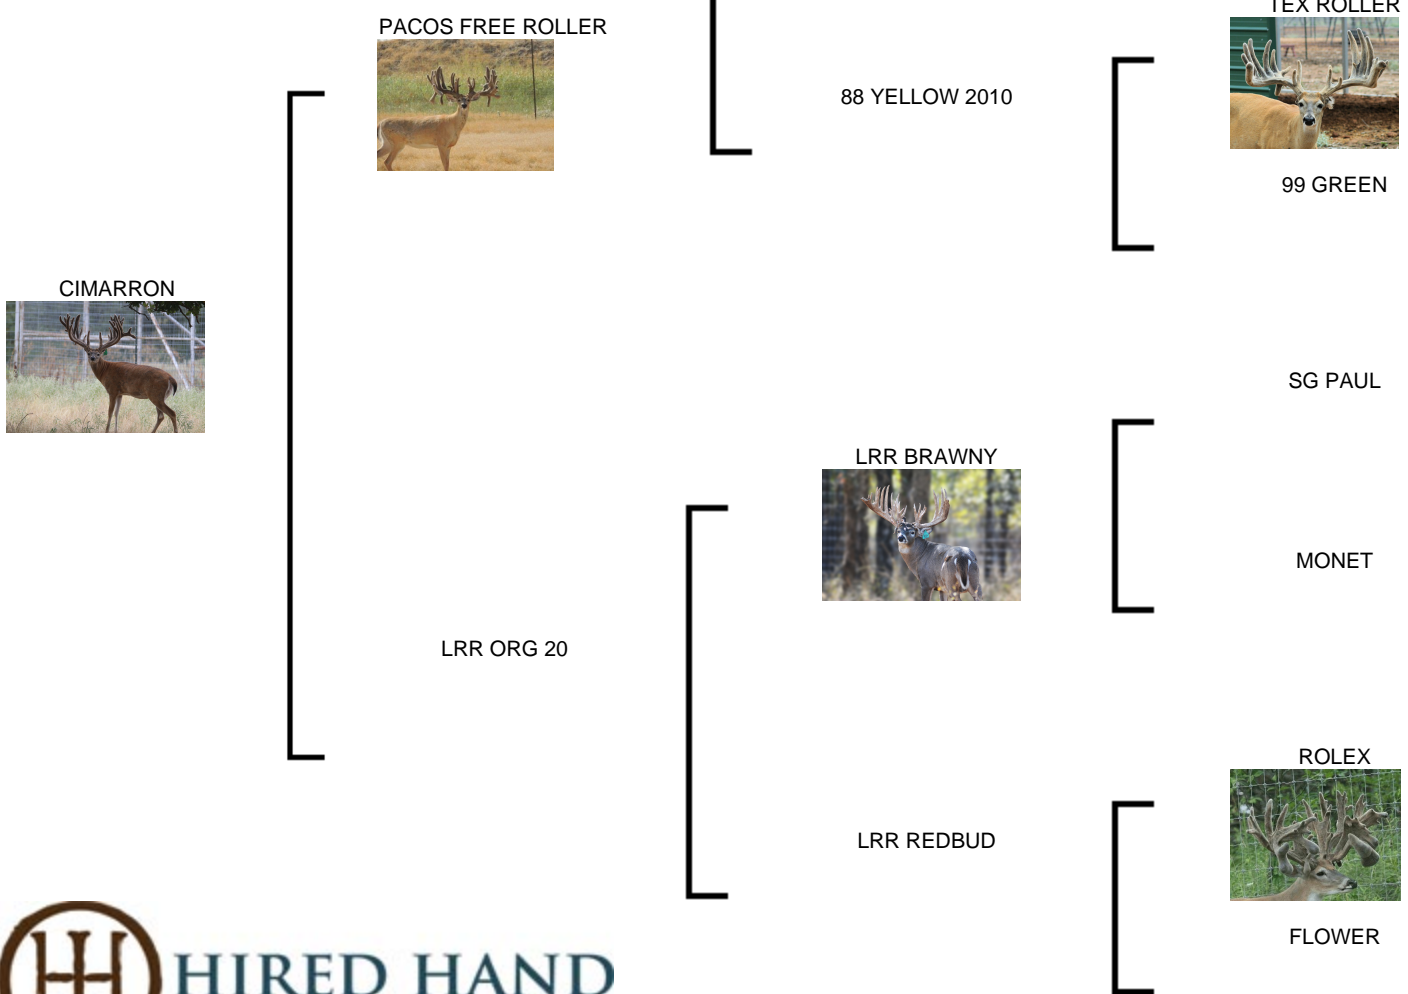 TEX ROLLER
PACOS FREE ROLLER
88 YELLOW 2010
99 GREEN
CIMARRON
SG PAUL
LRR BRAWNY
MONET
LRR ORG 20
ROLEX
LRR REDBUD
FLOWER
HIRED HAND